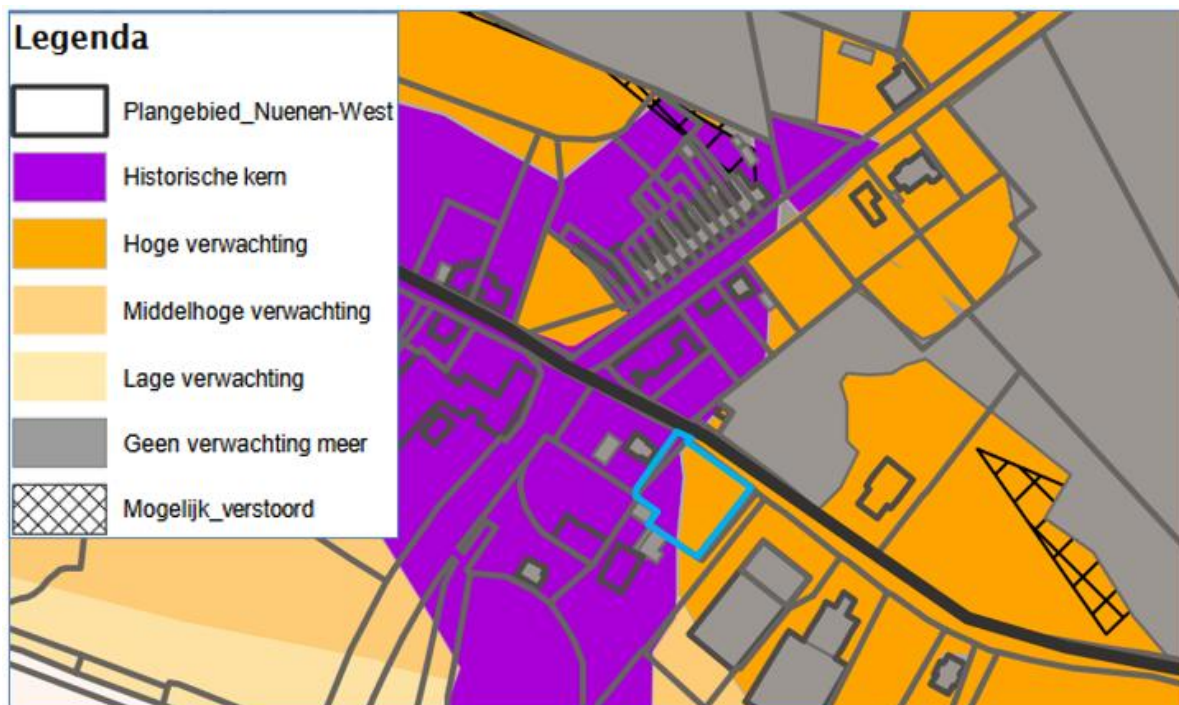 Legenda
Plangebied_Nuenen-West
Historische kern
Hoge verwachting
Middelhoge verwachting
Lage verwachting
Geen verwachting meer
Mogelijk_verstoord